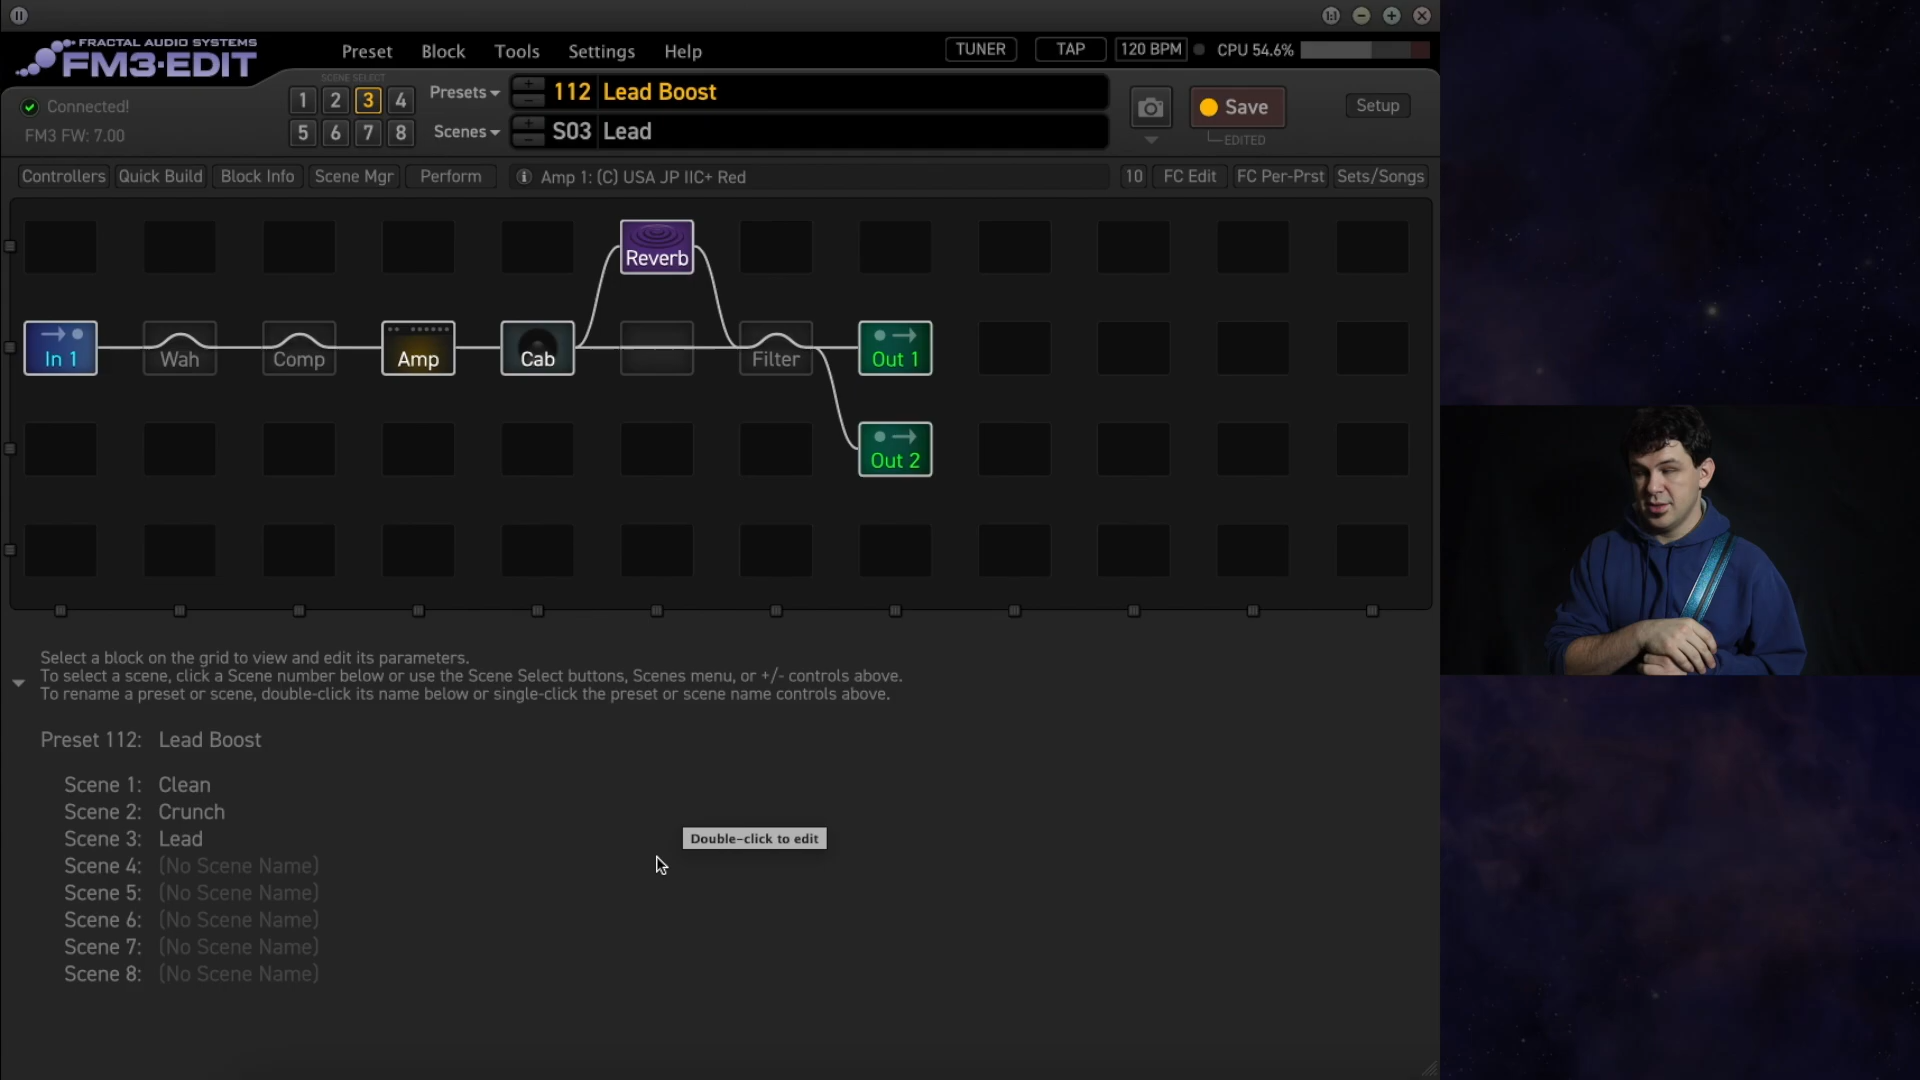 FRACTAL AUDIO SYSTEMS
FM3-EDIT
Preset Block Tools Settings Help
TUNER TAP 120 BPM CPU 54.6%
SCENE SELECT
1 2 3 4
5 6 7 8
Connected!
FM3 FW: 7.00
Presets 112 Lead Boost
Scenes S03 Lead
Save
EDITED
Setup
Controllers Quick Build Block Info Scene Mgr Perform Amp 1: (C) USA JP IIC+ Red 10 FC Edit FC Per-Prst Sets/Songs
Reverb
In 1 Wah Comp Amp Cab Filter Out 1
Out 2
Select a block on the grid to view and edit its parameters.
To select a scene, click a Scene number below or use the Scene Select buttons, Scenes menu, or +/- controls above.
To rename a preset or scene, double-click its name below or single-click the preset or scene name controls above.
Preset 112: Lead Boost
Scene 1: Clean
Scene 2: Crunch
Scene 3: Lead
Double-click to edit
Scene 4: (No Scene Name)
Scene 5: (No Scene Name)
Scene 6: (No Scene Name)
Scene 7: (No Scene Name)
Scene 8: (No Scene Name)